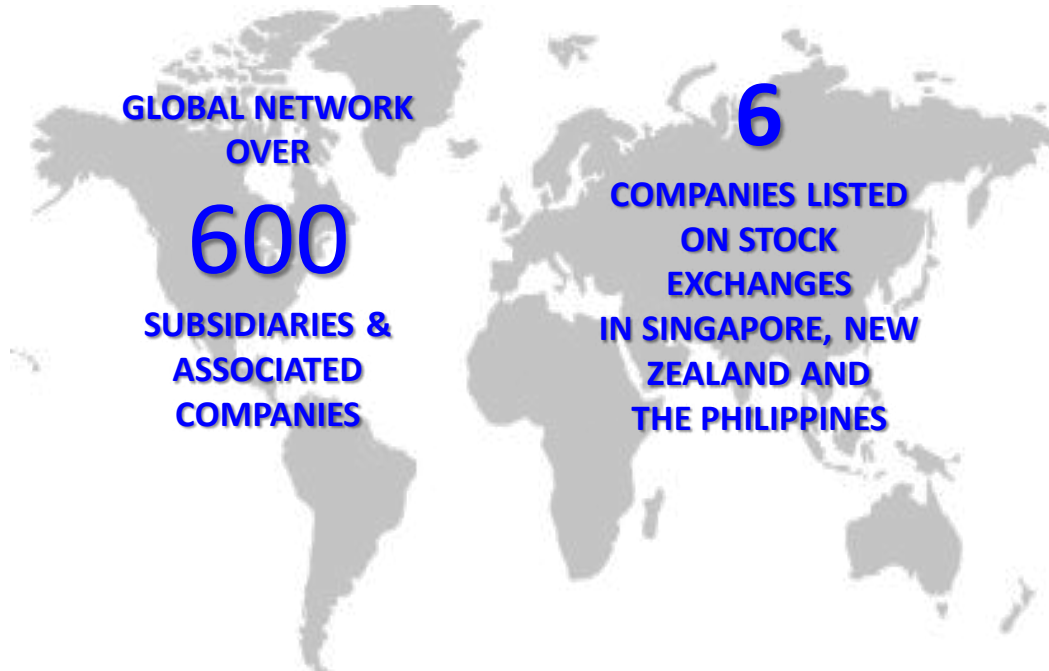 GLOBAL NETWORK
OVER
600
SUBSIDIARIES &
ASSOCIATED
COMPANIES
6
COMPANIES LISTED
ON STOCK
EXCHANGES
IN SINGAPORE, NEW
ZEALAND AND
THE PHILIPPINES